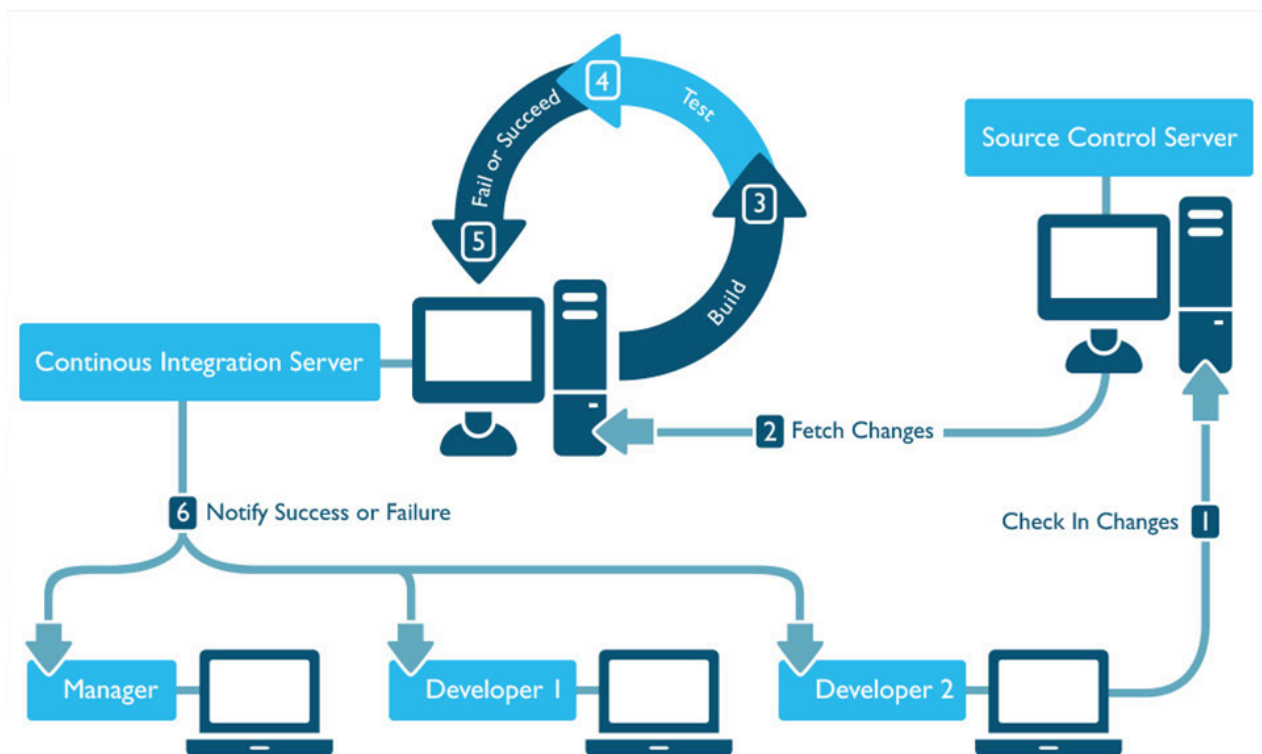 4
Test
Fail or Succeed
Source Control Server
3
5
Build
Continous Integration Server
2 Fetch Changes
6 Notify Success or Failure
Check In Changes 1
Manager
Developer 1
Developer 2